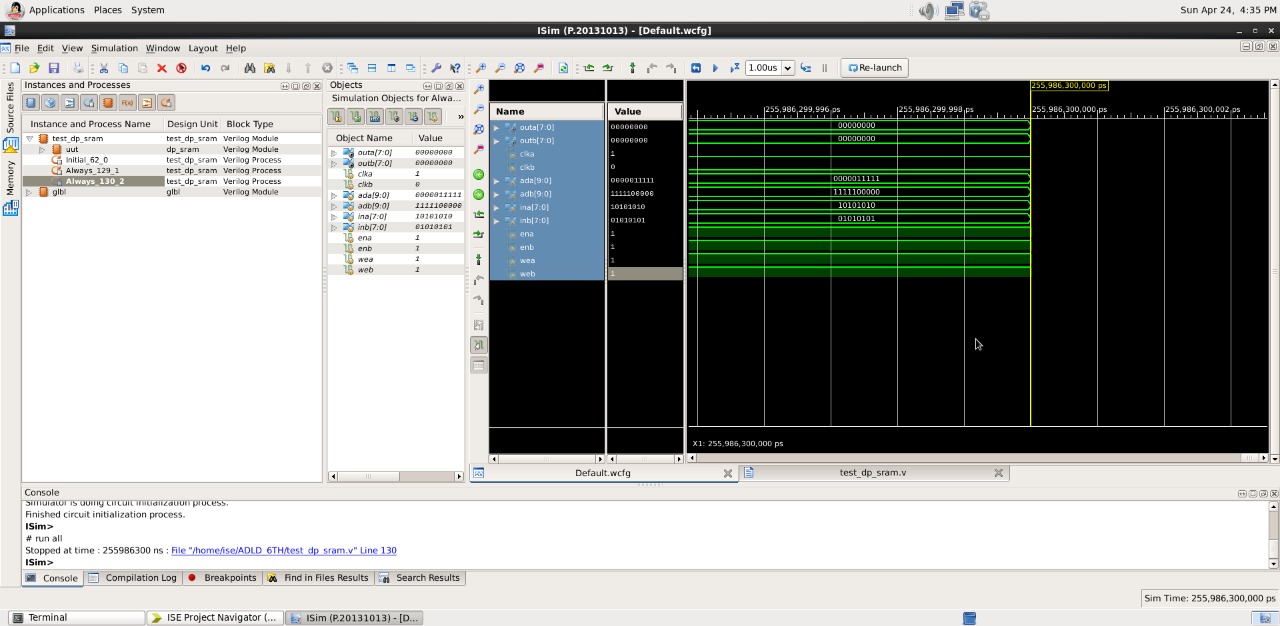 Applications Places System
Sun Apr 24, 4:35 PM
ISim (P.20131013) - [Default.wcfg]
File Edit View Simulation Window Layout Help
1.00us
Re-launch
Source Files
Memory
Instances and Processes
Instance and Process Name Design Unit Block Type
test_dp_sram test_dp_sram Verilog Module
uut dp_sram Verilog Module
Initial_62_0 test_dp_sram Verilog Process
Always_129_1 test_dp_sram Verilog Process
Always_130_2 test_dp_sram Verilog Process
glbl glbl Verilog Module
Objects
Simulation Objects for Alwa...
»
Object Name Value
outa[7:0] 00000000
outb[7:0] 00000000
clka 1
clkb 0
ada[9:0] 0000011111
adb[9:0] 1111100000
ina[7:0] 10101010
inb[7:0] 01010101
ena 1
enb 1
wea 1
web 1
Name Value
outa[7:0] 00000000
outb[7:0] 00000000
clka 1
clkb 0
ada[9:0] 0000011111
adb[9:0] 1111100000
ina[7:0] 10101010
inb[7:0] 01010101
ena 1
enb 1
wea 1
web 1
255,986,300,000 ps
255,986,299,996 ps 255,986,299,998 ps 255,986,300,000 ps 255,986,300,002 ps
00000000
00000000
0000011111
1111100000
10101010
01010101
X1: 255,986,300,000 ps
Default.wcfg test_dp_sram.v
Console
Simulator is doing circuit initialization process.
Finished circuit initialization process.
ISim>
# run all
Stopped at time : 255986300 ns : File "/home/ise/ADLD_6TH/test_dp_sram.v" Line 130
ISim>
Console Compilation Log Breakpoints Find in Files Results Search Results
Sim Time: 255,986,300,000 ps
Terminal ISE Project Navigator (... ISim (P.20131013) - [D...